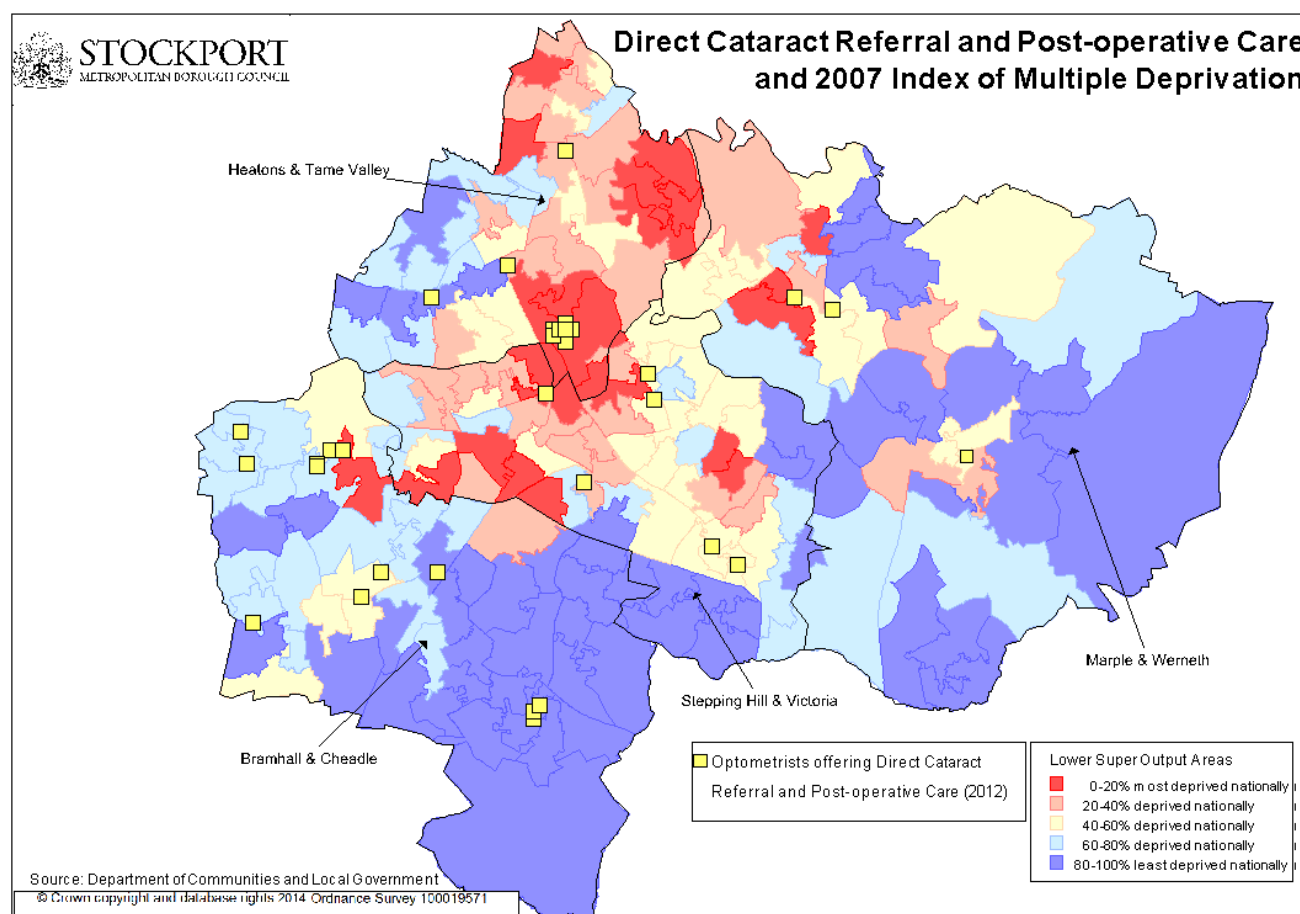 STOCKPORT
METROPOLITAN BOROUGH COUNCIL
Direct Cataract Referral and Post-operative Care
and 2007 Index of Multiple Deprivation
Heatons & Tame Valley
Marple & Werneth
Stepping Hill & Victoria
Bramhall & Cheadle
Optometrists offering Direct Cataract
Referral and Post-operative Care (2012)
Lower Super Output Areas
0-20% most deprived nationally
20-40% deprived nationally
40-60% deprived nationally
60-80% deprived nationally
80-100% least deprived nationally
Source: Department of Communities and Local Government
© Crown copyright and database rights 2014 Ordnance Survey 100019571